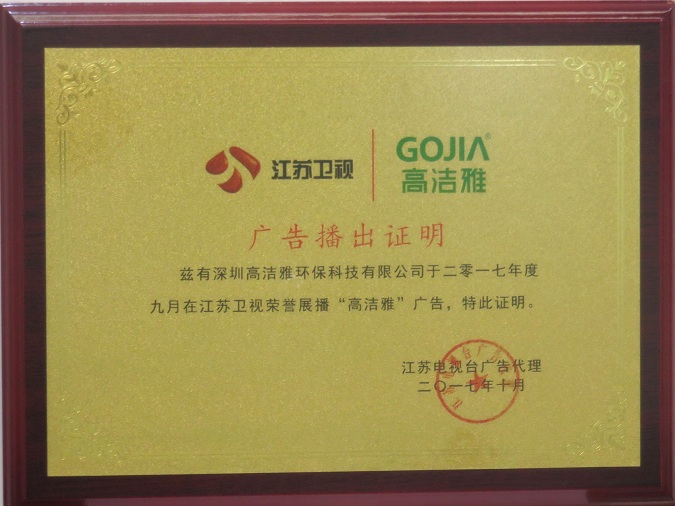 江苏卫视
GOJIA®
高洁雅
广告播出证明
兹有深圳高洁雅环保科技有限公司于二零一七年度
九月在江苏卫视荣誉展播“高洁雅”广告，特此证明。
江苏电视台广告代理
二〇一七年十月